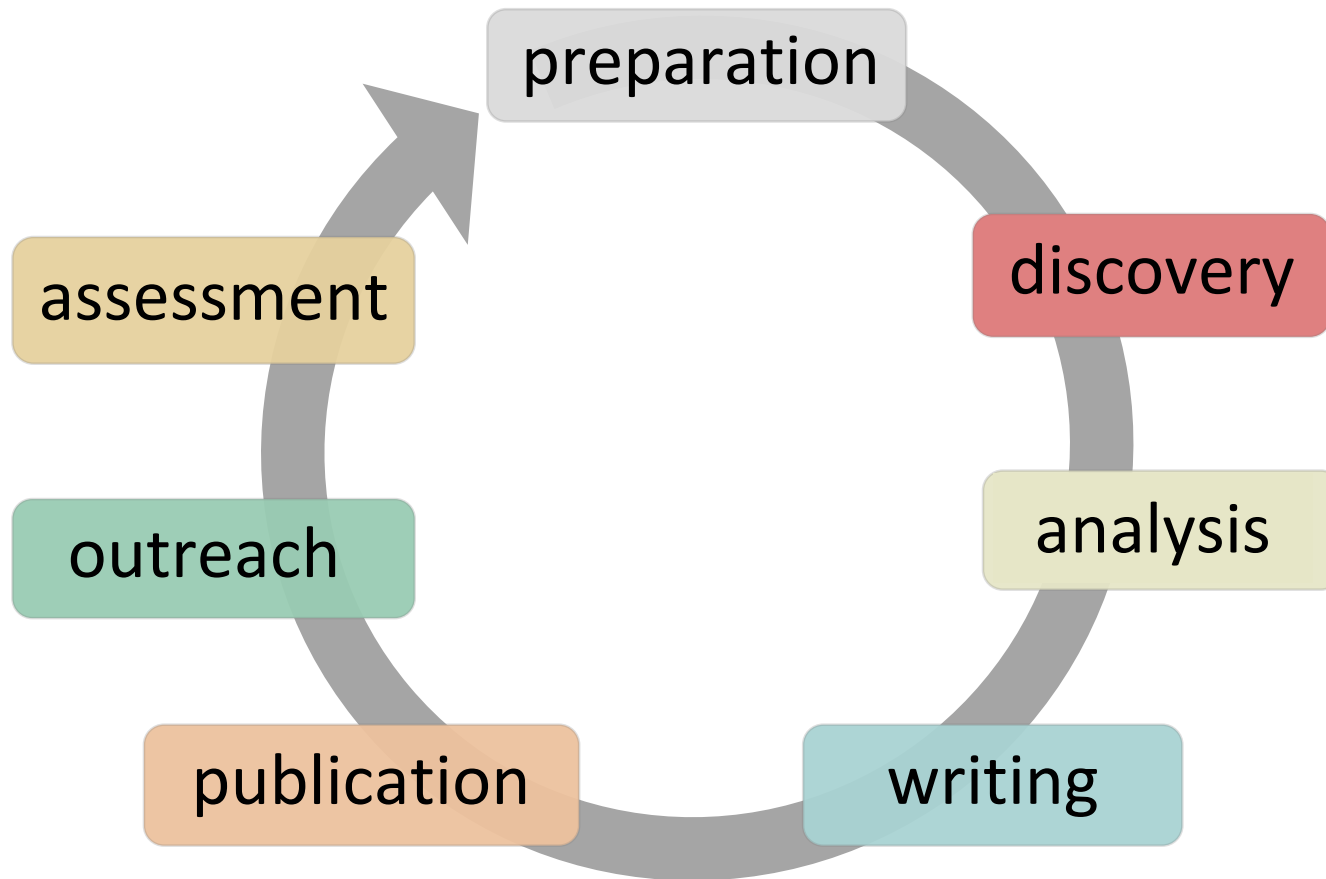 preparation
discovery
analysis
writing
publication
outreach
assessment